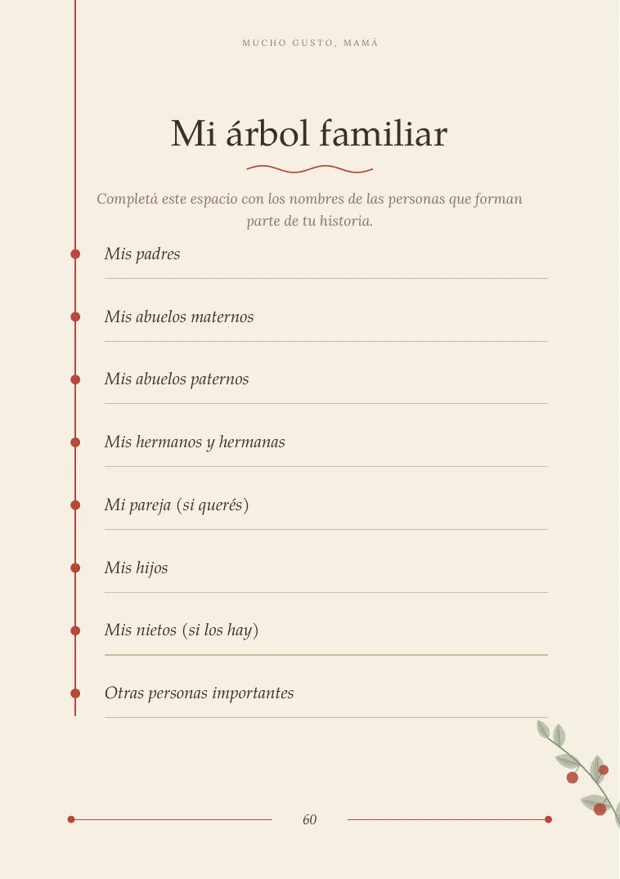 MUCHO GUSTO, MAMÁ
Mi árbol familiar
Completá este espacio con los nombres de las personas que forman
parte de tu historia.
Mis padres
Mis abuelos maternos
Mis abuelos paternos
Mis hermanos y hermanas
Mi pareja (si querés)
Mis hijos
Mis nietos (si los hay)
Otras personas importantes
60